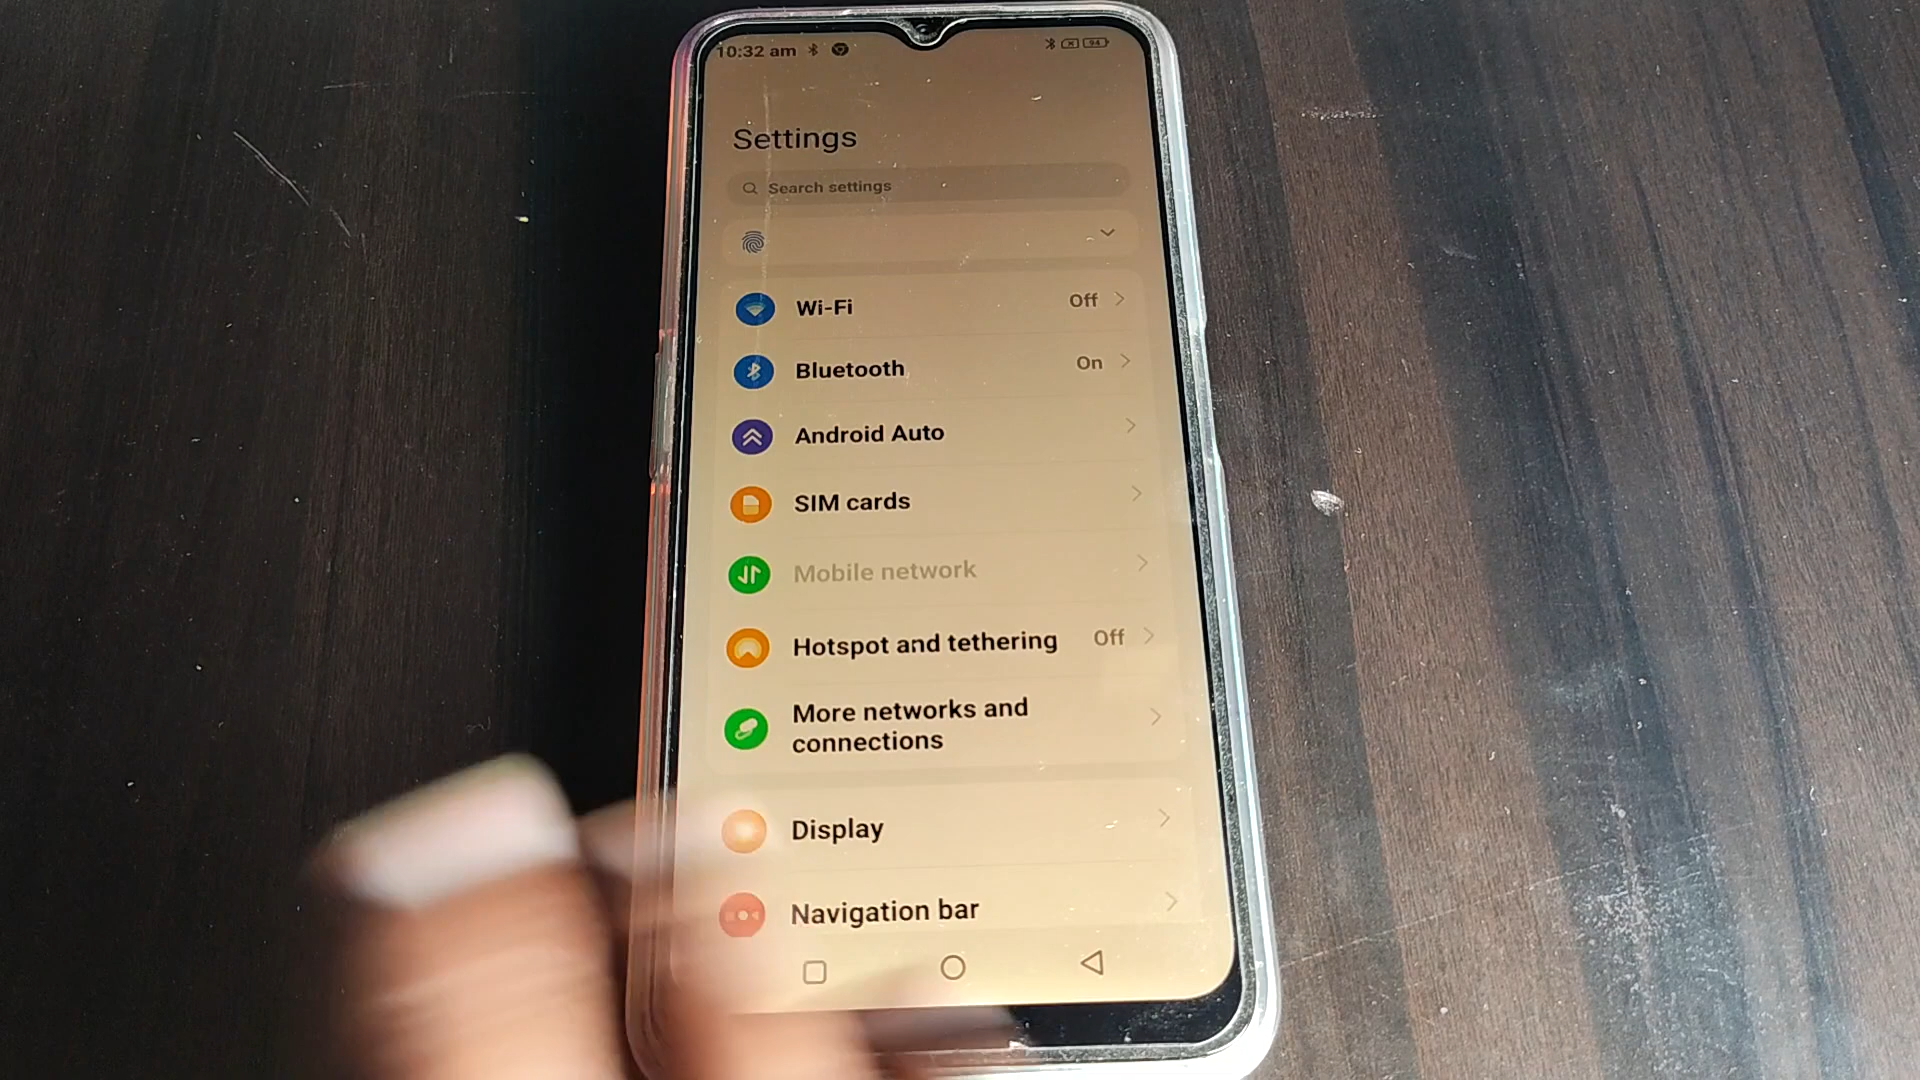 10:32 am
94
Settings
Search settings
Wi-Fi
Off
Bluetooth
On
Android Auto
SIM cards
Mobile network
Hotspot and tethering
Off
More networks and
connections
Display
Navigation bar